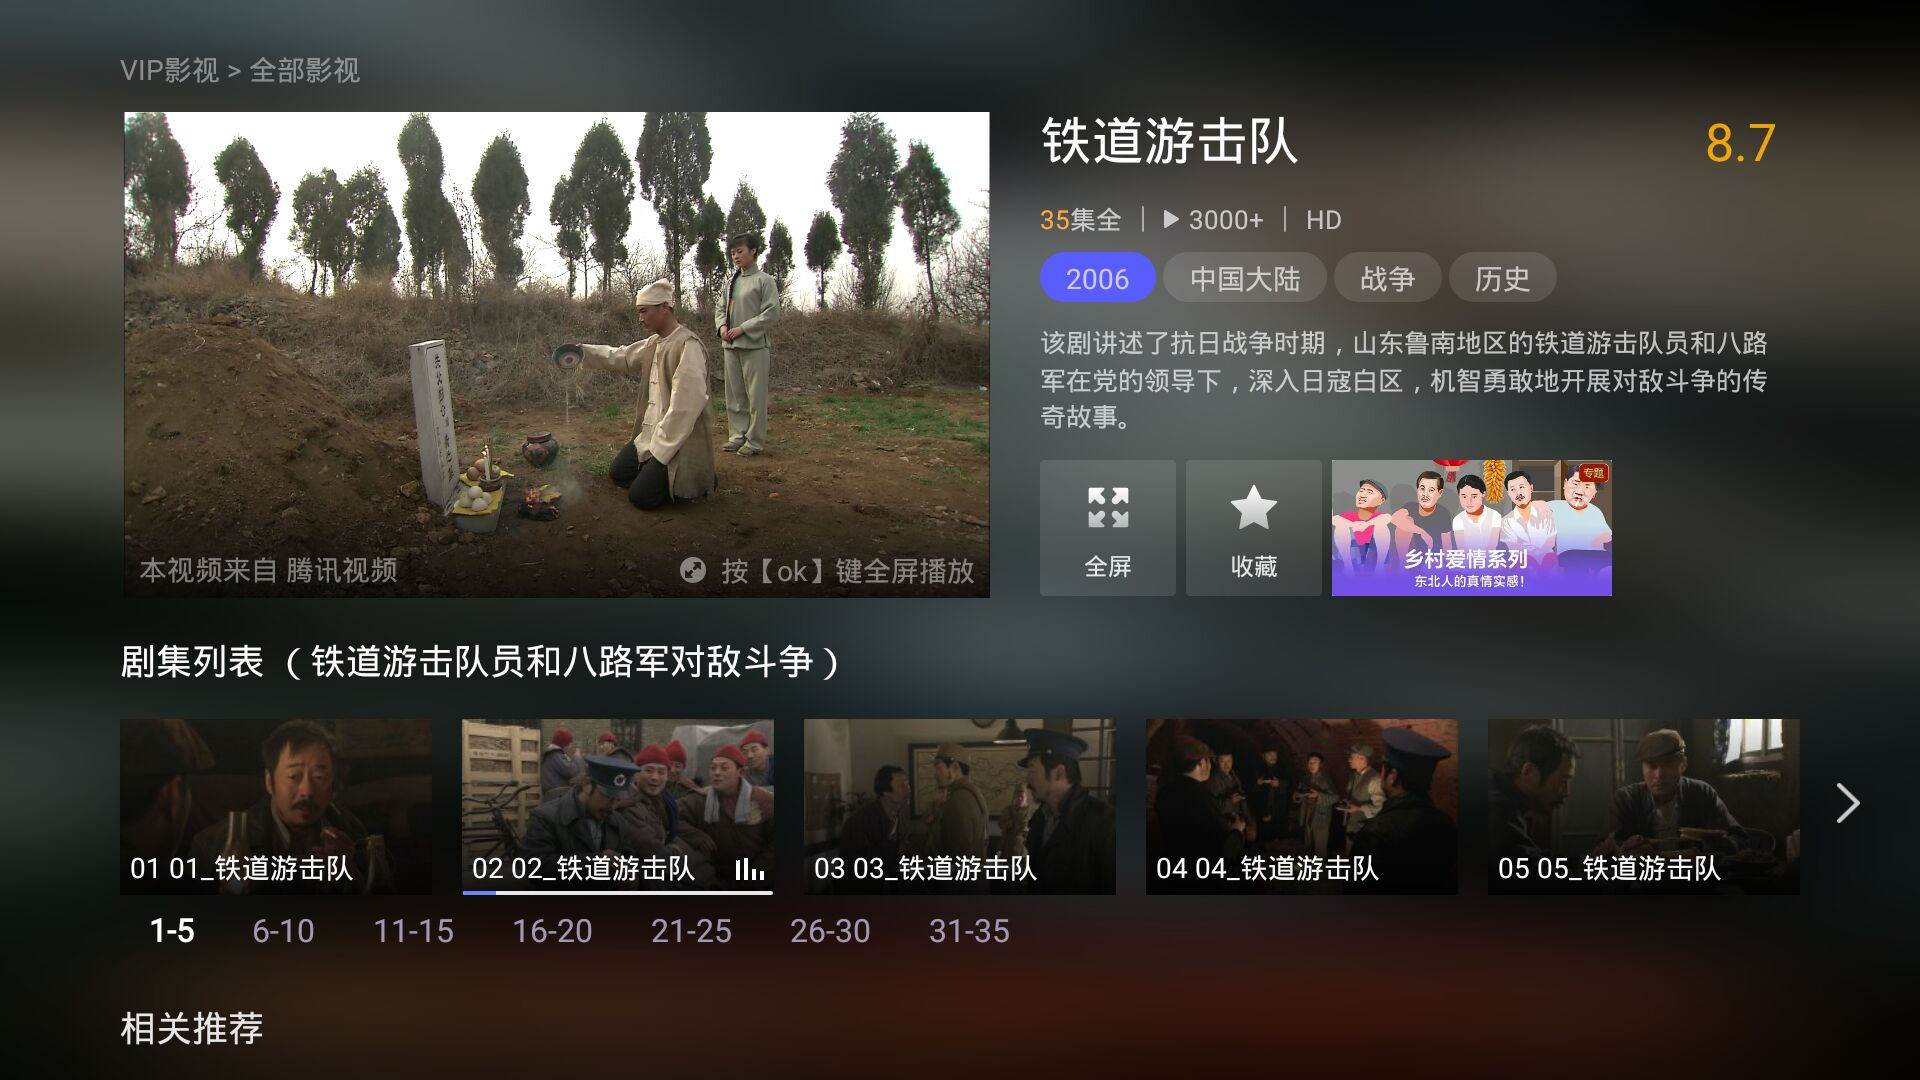 VIP影视 > 全部影视
铁道游击队
8.7
35集全
3000+
HD
2006
中国大陆
战争
历史
该剧讲述了抗日战争时期，山东鲁南地区的铁道游击队员和八路
军在党的领导下，深入日寇白区，机智勇敢地开展对敌斗争的传
奇故事。
本视频来自 腾讯视频
按【ok】键全屏播放
全屏
收藏
专题
乡村爱情系列
东北人的真情实感！
剧集列表 （铁道游击队员和八路军对敌斗争）
01 01_铁道游击队
02 02_铁道游击队
03 03_铁道游击队
04 04_铁道游击队
05 05_铁道游击队
1-5
6-10
11-15
16-20
21-25
26-30
31-35
相关推荐